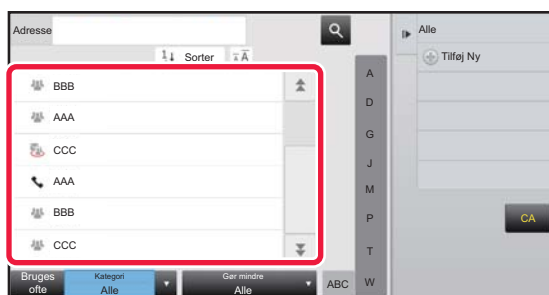 Adresse
1 Sorter A A
BBB
AAA
CCC
AAA
BBB
CCC
A
D
G
J
M
P
T
W
Bruges ofte
Kategori
Alle
Gør mindre
Alle
ABC
Alle
Tilføj Ny
CA